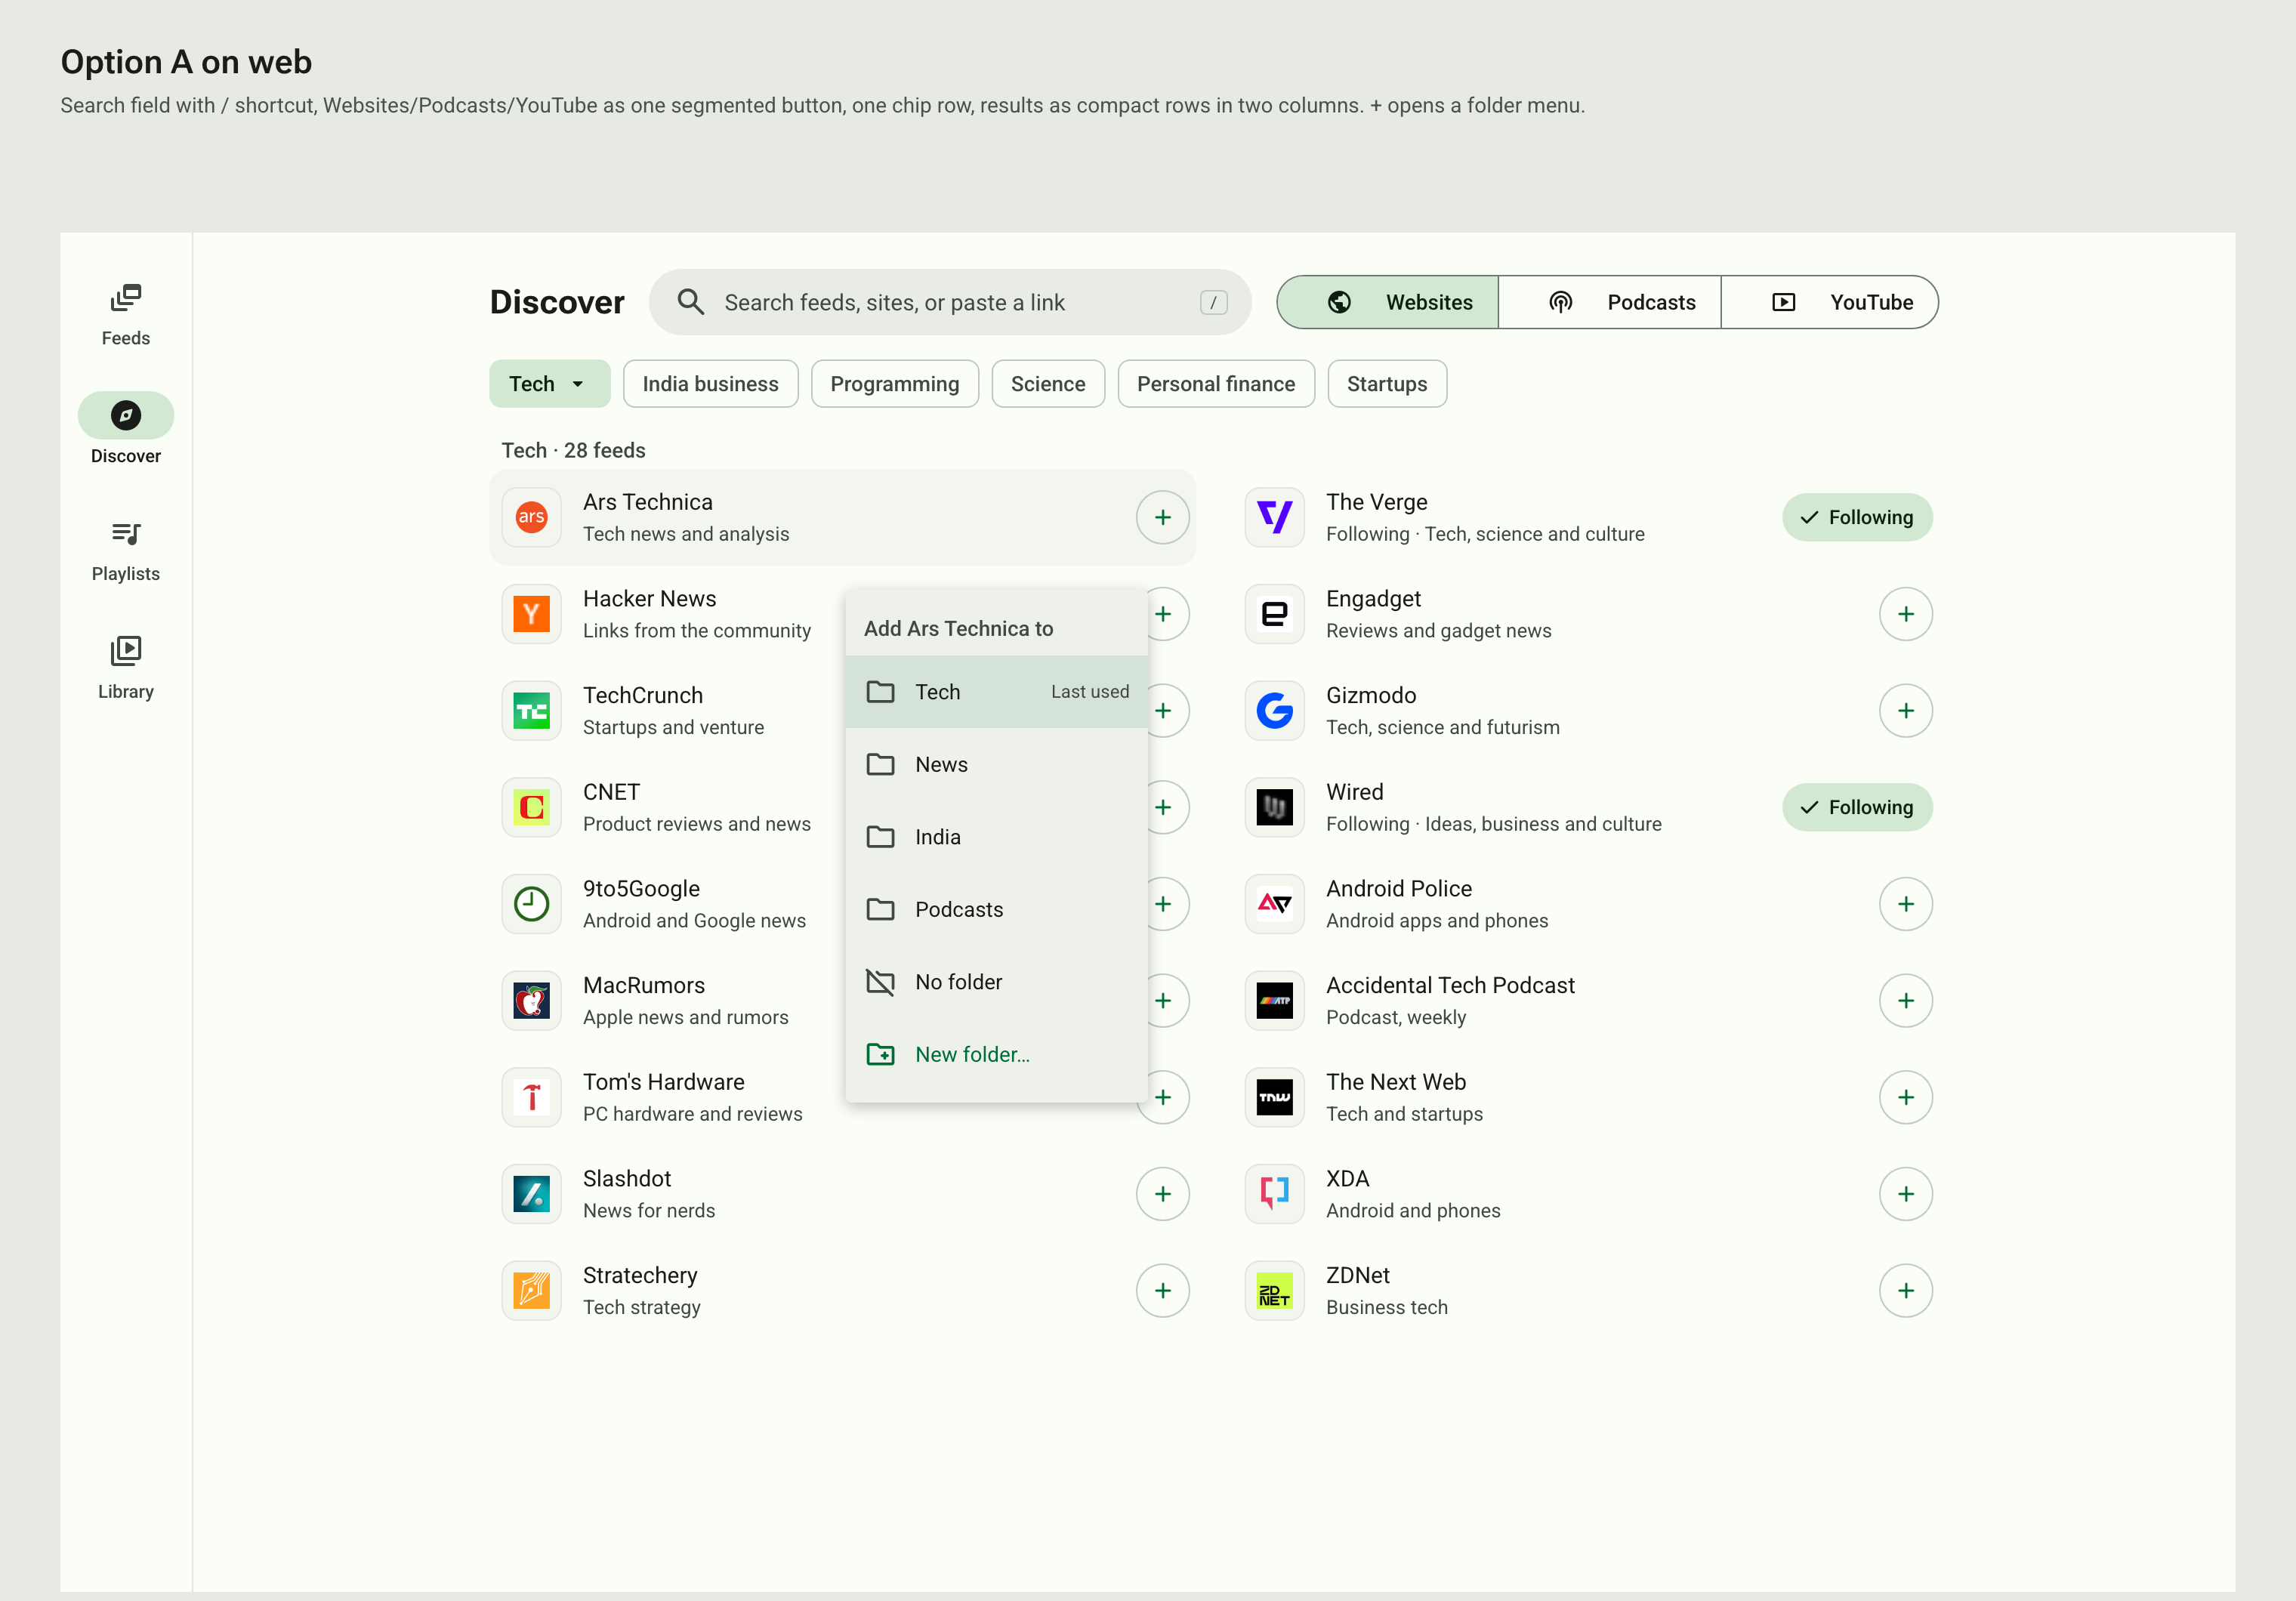 Option A on web
Search field with / shortcut, Websites/Podcasts/YouTube as one segmented button, one chip row, results as compact rows in two columns. + opens a folder menu.
Feeds
Discover
Playlists
Library
Discover
Search feeds, sites, or paste a link
/
Websites
Podcasts
YouTube
Tech
India business
Programming
Science
Personal finance
Startups
Tech · 28 feeds
ars
Ars Technica
Tech news and analysis
The Verge
Following · Tech, science and culture
Following
Y
Hacker News
Links from the community
Engadget
Reviews and gadget news
TC
TechCrunch
Startups and venture
Gizmodo
Tech, science and futurism
C
CNET
Product reviews and news
Wired
Following · Ideas, business and culture
Following
9to5Google
Android and Google news
Android Police
Android apps and phones
MacRumors
Apple news and rumors
ATP
Accidental Tech Podcast
Podcast, weekly
Tom's Hardware
PC hardware and reviews
TNW
The Next Web
Tech and startups
Slashdot
News for nerds
XDA
Android and phones
Stratechery
Tech strategy
ZD
NET
ZDNet
Business tech
Add Ars Technica to
Tech
Last used
News
India
Podcasts
No folder
New folder…